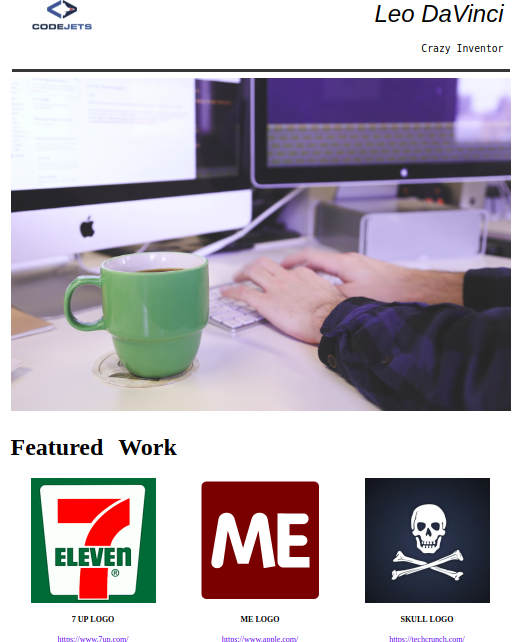 CODEJETS
Leo DaVinci
Crazy Inventor
Featured Work
7
ELEVEN
®
ME
7 UP LOGO
ME LOGO
SKULL LOGO
https://www.7up.com/
https://www.apple.com/
https://techcrunch.com/